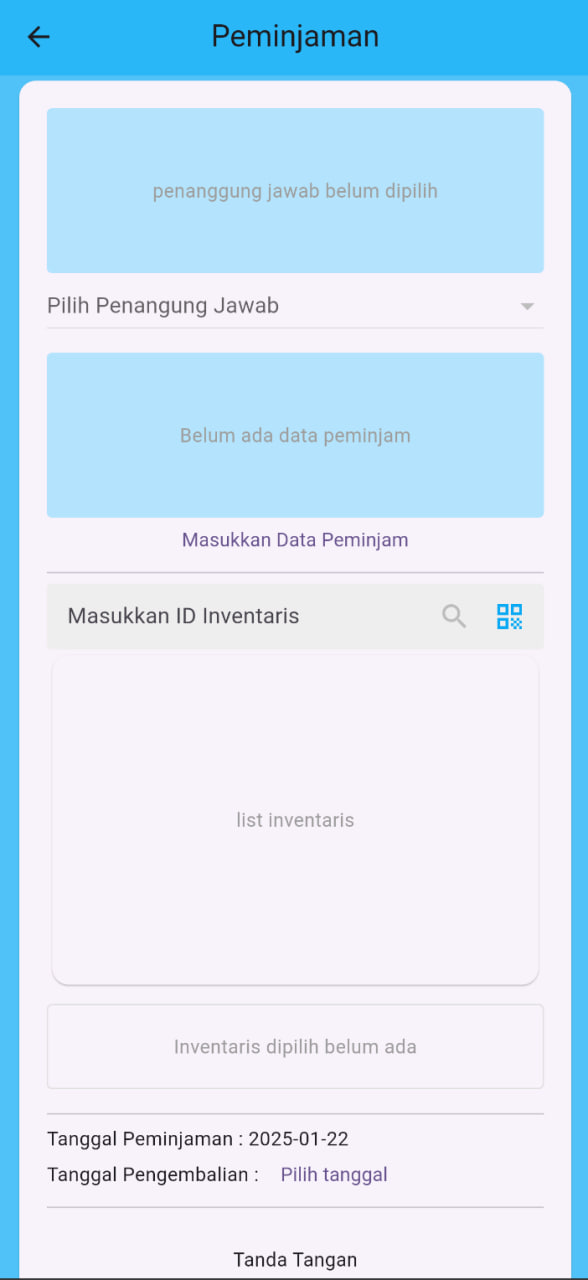 Peminjaman
penanggung jawab belum dipilih
Pilih Penangung Jawab
Belum ada data peminjam
Masukkan Data Peminjam
Masukkan ID Inventaris
list inventaris
Inventaris dipilih belum ada
Tanggal Peminjaman : 2025-01-22
Tanggal Pengembalian : Pilih tanggal
Tanda Tangan